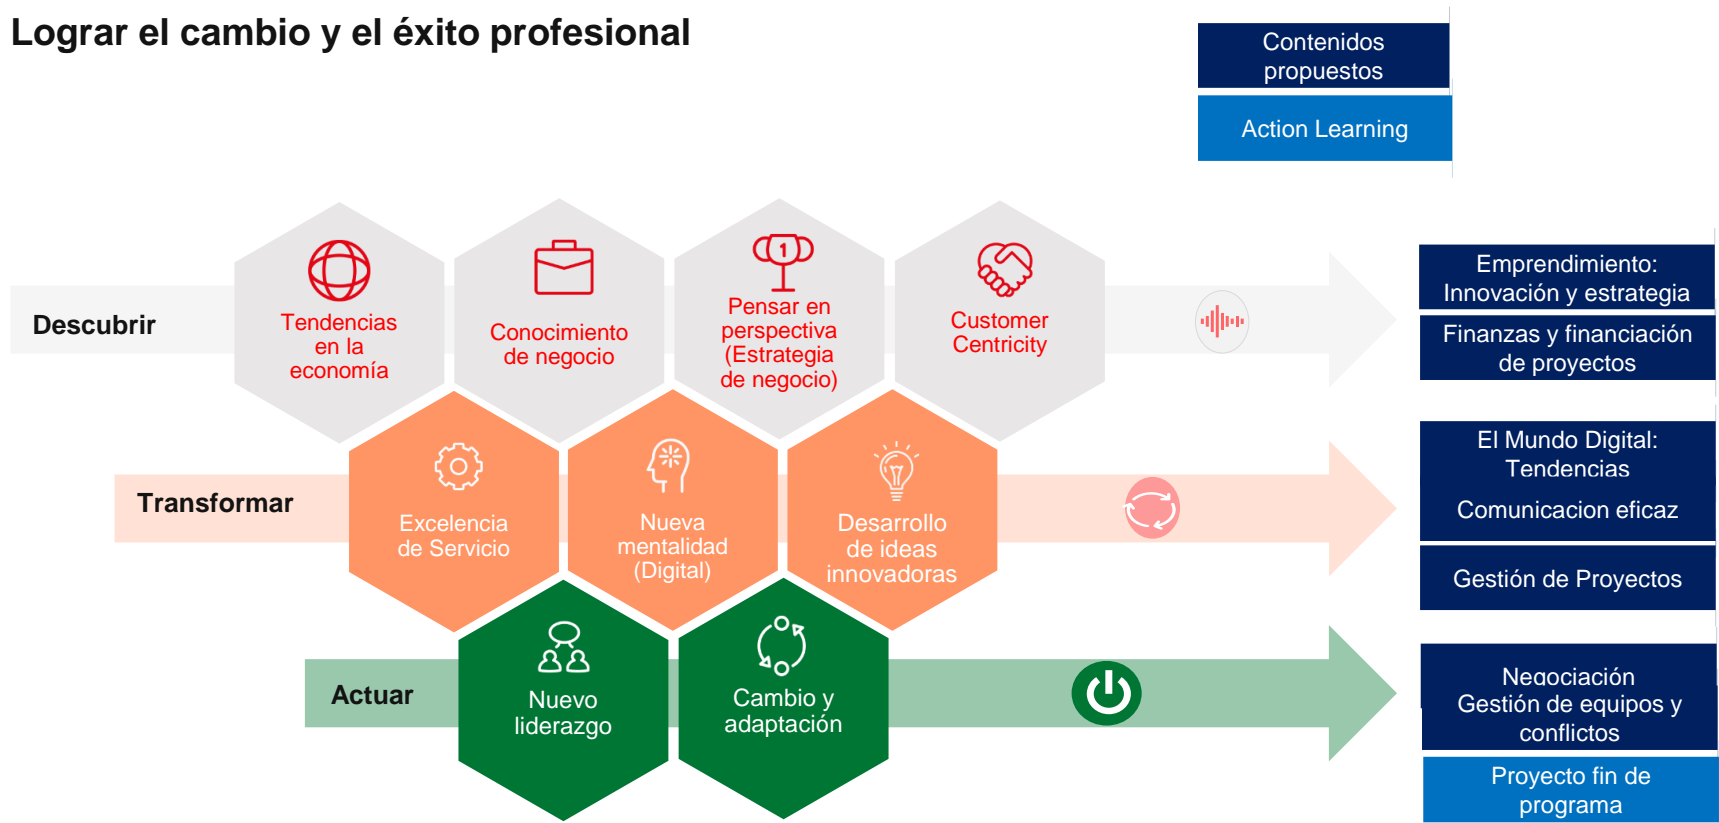 Lograr el cambio y el éxito profesional
Contenidos
propuestos
Action Learning
Descubrir
Tendencias
en la
economía
Conocimiento
de negocio
1
Pensar en
perspectiva
(Estrategia
de negocio)
Customer
Centricity
Emprendimiento:
Innovación y estrategia
Finanzas y financiación
de proyectos
Transformar
Excelencia
de Servicio
Nueva
mentalidad
(Digital)
Desarrollo
de ideas
innovadoras
El Mundo Digital:
Tendencias
Comunicacion eficaz
Gestión de Proyectos
Actuar
Nuevo
liderazgo
Cambio y
adaptación
Negociación
Gestión de equipos y
conflictos
Proyecto fin de
programa